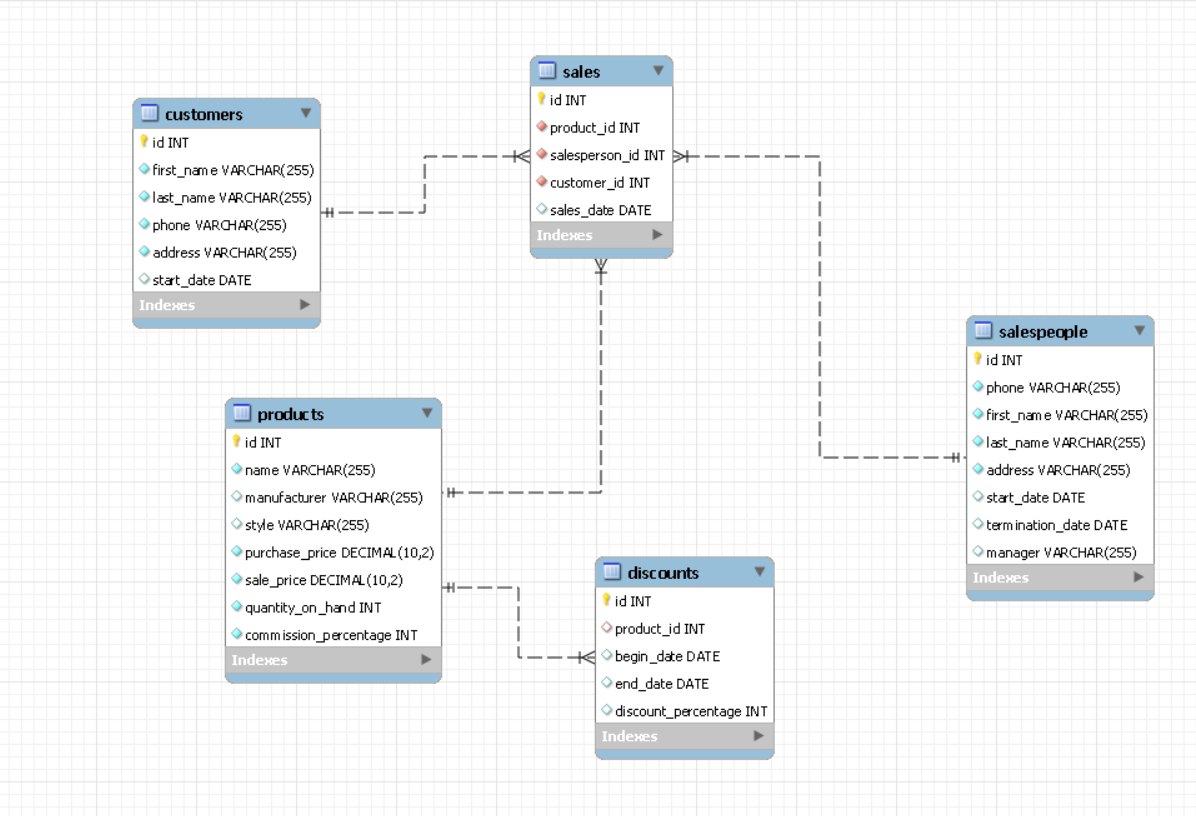 sales
id INT
product_id INT
salesperson_id INT
customer_id INT
sales_date DATE
Indexes
customers
id INT
first_name VARCHAR(255)
last_name VARCHAR(255)
phone VARCHAR(255)
address VARCHAR(255)
start_date DATE
Indexes
salespeople
id INT
phone VARCHAR(255)
first_name VARCHAR(255)
last_name VARCHAR(255)
address VARCHAR(255)
start_date DATE
termination_date DATE
manager VARCHAR(255)
Indexes
products
id INT
name VARCHAR(255)
manufacturer VARCHAR(255)
style VARCHAR(255)
purchase_price DECIMAL(10,2)
sale_price DECIMAL(10,2)
quantity_on_hand INT
commission_percentage INT
Indexes
discounts
id INT
product_id INT
begin_date DATE
end_date DATE
discount_percentage INT
Indexes